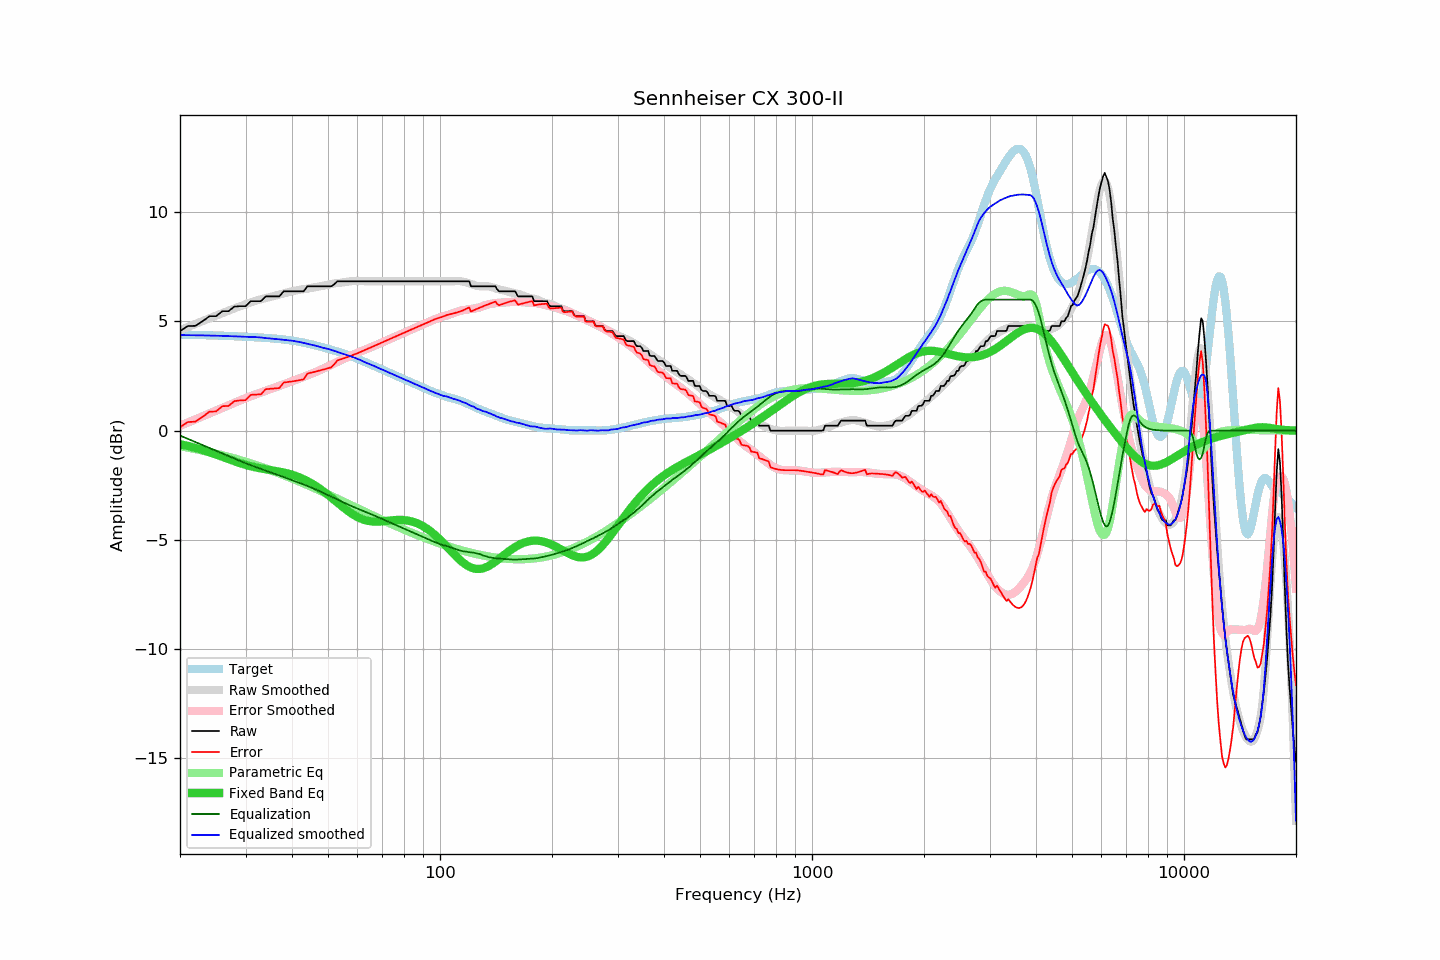 Sennheiser CX 300-II
Amplitude (dBr)
10
5
0
−5
−10
−15
Target
Raw Smoothed
Error Smoothed
Raw
Error
Parametric Eq
Fixed Band Eq
Equalization
Equalized smoothed
100
1000
10000
Frequency (Hz)